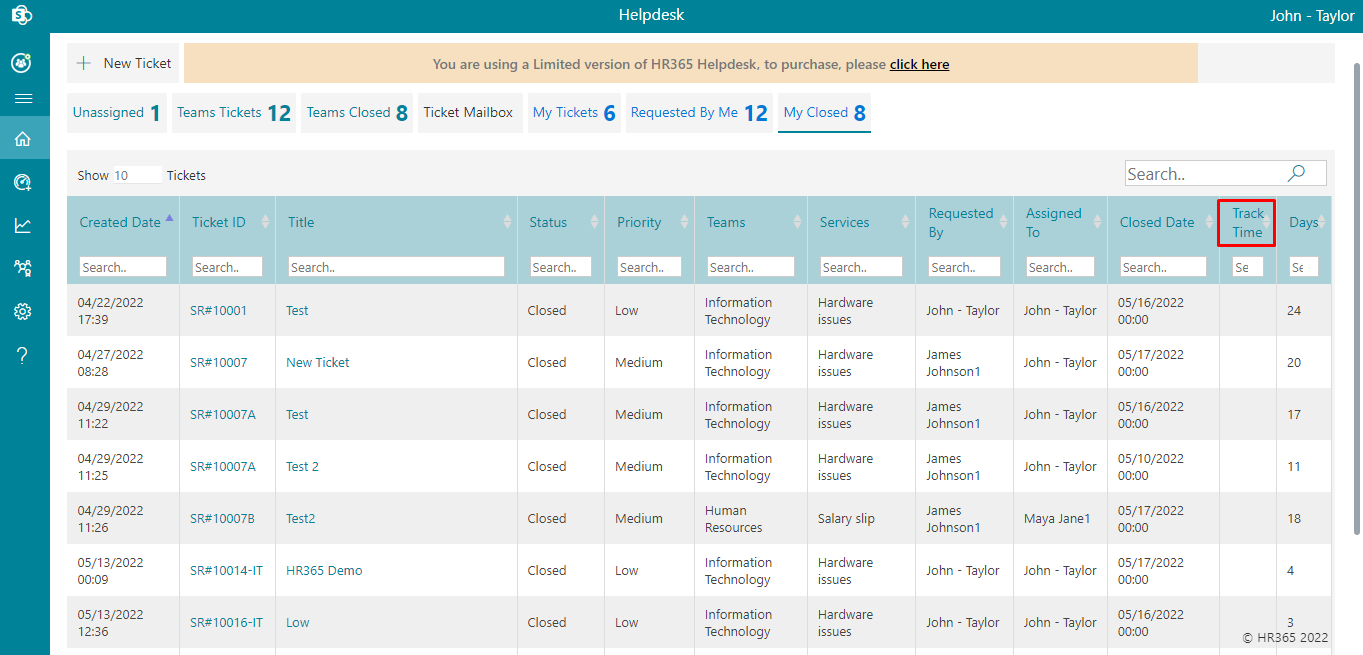 Helpdesk
John - Taylor
New Ticket
You are using a Limited version of HR365 Helpdesk, to purchase, please click here
Unassigned 1 Teams Tickets 12 Teams Closed 8 Ticket Mailbox My Tickets 6 Requested By Me 12 My Closed 8
Show 10 Tickets
Search..
Created Date Ticket ID Title Status Priority Teams Services Requested By Assigned To Closed Date Track Time Days
Search.. Search.. Search.. Search.. Search.. Search.. Search.. Search.. Search.. Search.. Se Se
04/22/2022 17:39 SR#10001 Test Closed Low Information Technology Hardware issues John - Taylor John - Taylor 05/16/2022 00:00 24
04/27/2022 08:28 SR#10007 New Ticket Closed Medium Information Technology Hardware issues James Johnson1 John - Taylor 05/17/2022 00:00 20
04/29/2022 11:22 SR#10007A Test Closed Medium Information Technology Hardware issues James Johnson1 John - Taylor 05/16/2022 00:00 17
04/29/2022 11:25 SR#10007A Test 2 Closed Medium Information Technology Hardware issues James Johnson1 John - Taylor 05/10/2022 00:00 11
04/29/2022 11:26 SR#10007B Test2 Closed Medium Human Resources Salary slip James Johnson1 Maya Jane1 05/17/2022 00:00 18
05/13/2022 00:09 SR#10014-IT HR365 Demo Closed Low Information Technology Hardware issues John - Taylor John - Taylor 05/17/2022 00:00 4
05/13/2022 12:36 SR#10016-IT Low Closed Low Information Technology Hardware issues John - Taylor John - Taylor 05/16/2022 00:00 3
© HR365 2022